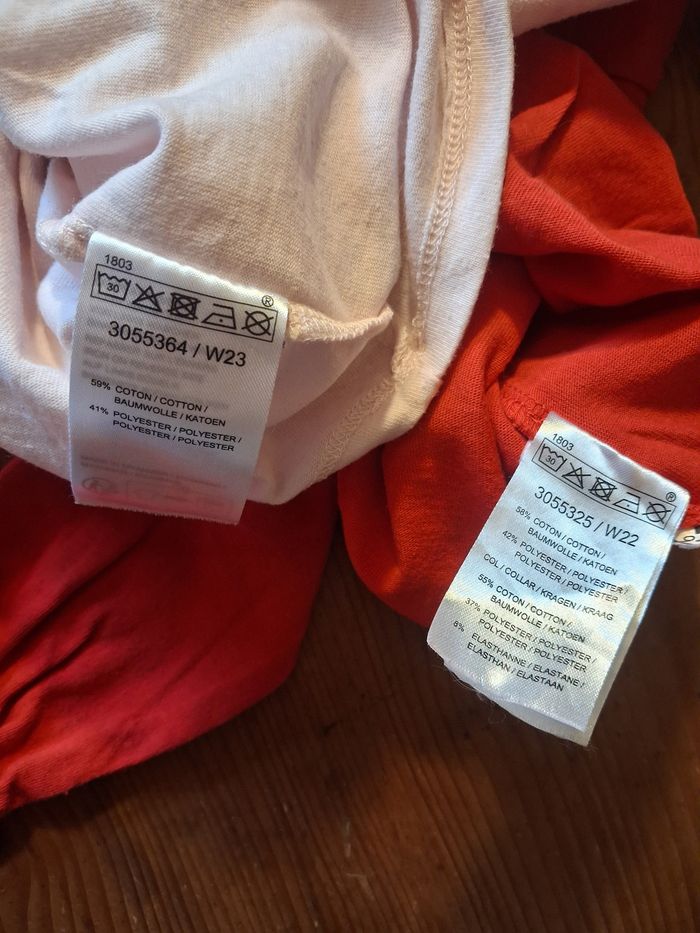 1803
30
®
3055364 / W23
59% COTON / COTTON /
BAUMWOLLE / KATOEN
41% POLYESTER / POLYESTER /
POLYESTER / POLYESTER
1803
30
®
3055325 / W22
58% COTON / COTTON /
BAUMWOLLE / KATOEN
42% POLYESTER / POLYESTER /
POLYESTER / POLYESTER
COL / COLLAR / KRAGEN / KRAAG
55% COTON / COTTON /
BAUMWOLLE / KATOEN
37% POLYESTER / POLYESTER /
POLYESTER / POLYESTER
8% ELASTHANNE / ELASTANE /
ELASTHAN / ELASTAAN